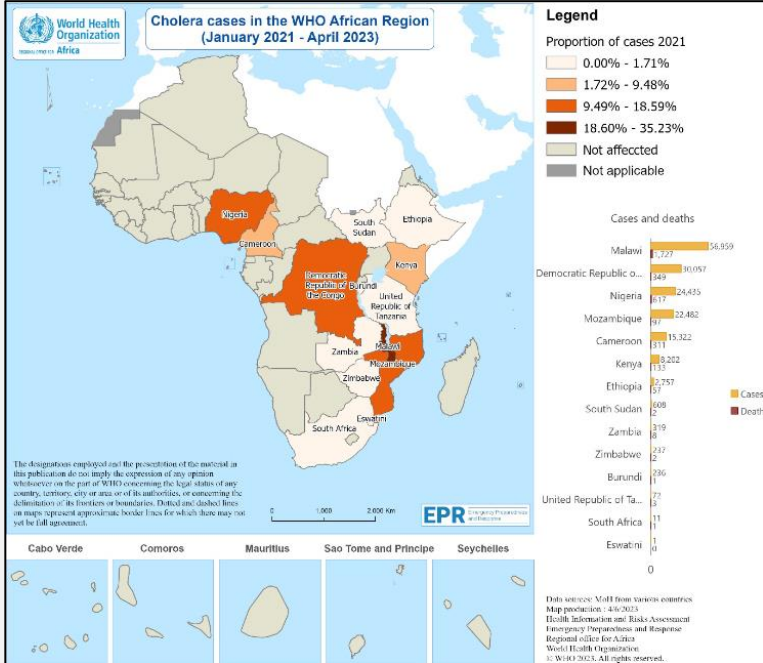 World Health
Organization
Africa
Cholera cases in the WHO African Region
(January 2021 - April 2023)
Nigeria
Cameroon
South
Sudan
Ethiopia
Democratic
Republic of
the Congo
Burundi
Kenya
United
Republic of
Tanzania
Zambia
Malawi
Mozambique
Zimbabwe
Eswatini
South Africa
The designations employed and the presentation of the material in
this publication do not imply the expression of any opinion
whatsoever on the part of WHO concerning the legal status of any
country, territory, city or area or of its authorities, or concerning the
delimitation of its frontiers or boundaries. Dotted and dashed lines
on maps represent approximate border lines for which there may not
yet be full agreement.
0 1,000 2,000 Km
EPR Emergency Preparedness
and Response
Cabo Verde
Comoros
Mauritius
Sao Tome and Principe
Seychelles
Legend
Proportion of cases 2021
0.00% - 1.71%
1.72% - 9.48%
9.49% - 18.59%
18.60% - 35.23%
Not affeccted
Not applicable
Cases and deaths
Malawi 56,959
1,727
Democratic Republic o... 30,057
349
Nigeria 24,435
617
Mozambique 22,482
97
Cameroon 15,322
311
Kenya 8,202
133
Ethiopia 2,757
57
South Sudan 608
2
Zambia 319
8
Zimbabwe 237
2
Burundi 236
1
United Republic of Ta... 72
3
South Africa 11
1
Eswatini 1
0
0
Cases
Death
Data sources: MoH from various countries
Map production : 4/6/2023
Health Information and Risks Assessment
Emergency Preparedness and Response
Regional office for Africa
World Health Organization
© WHO 2023. All rights reserved.